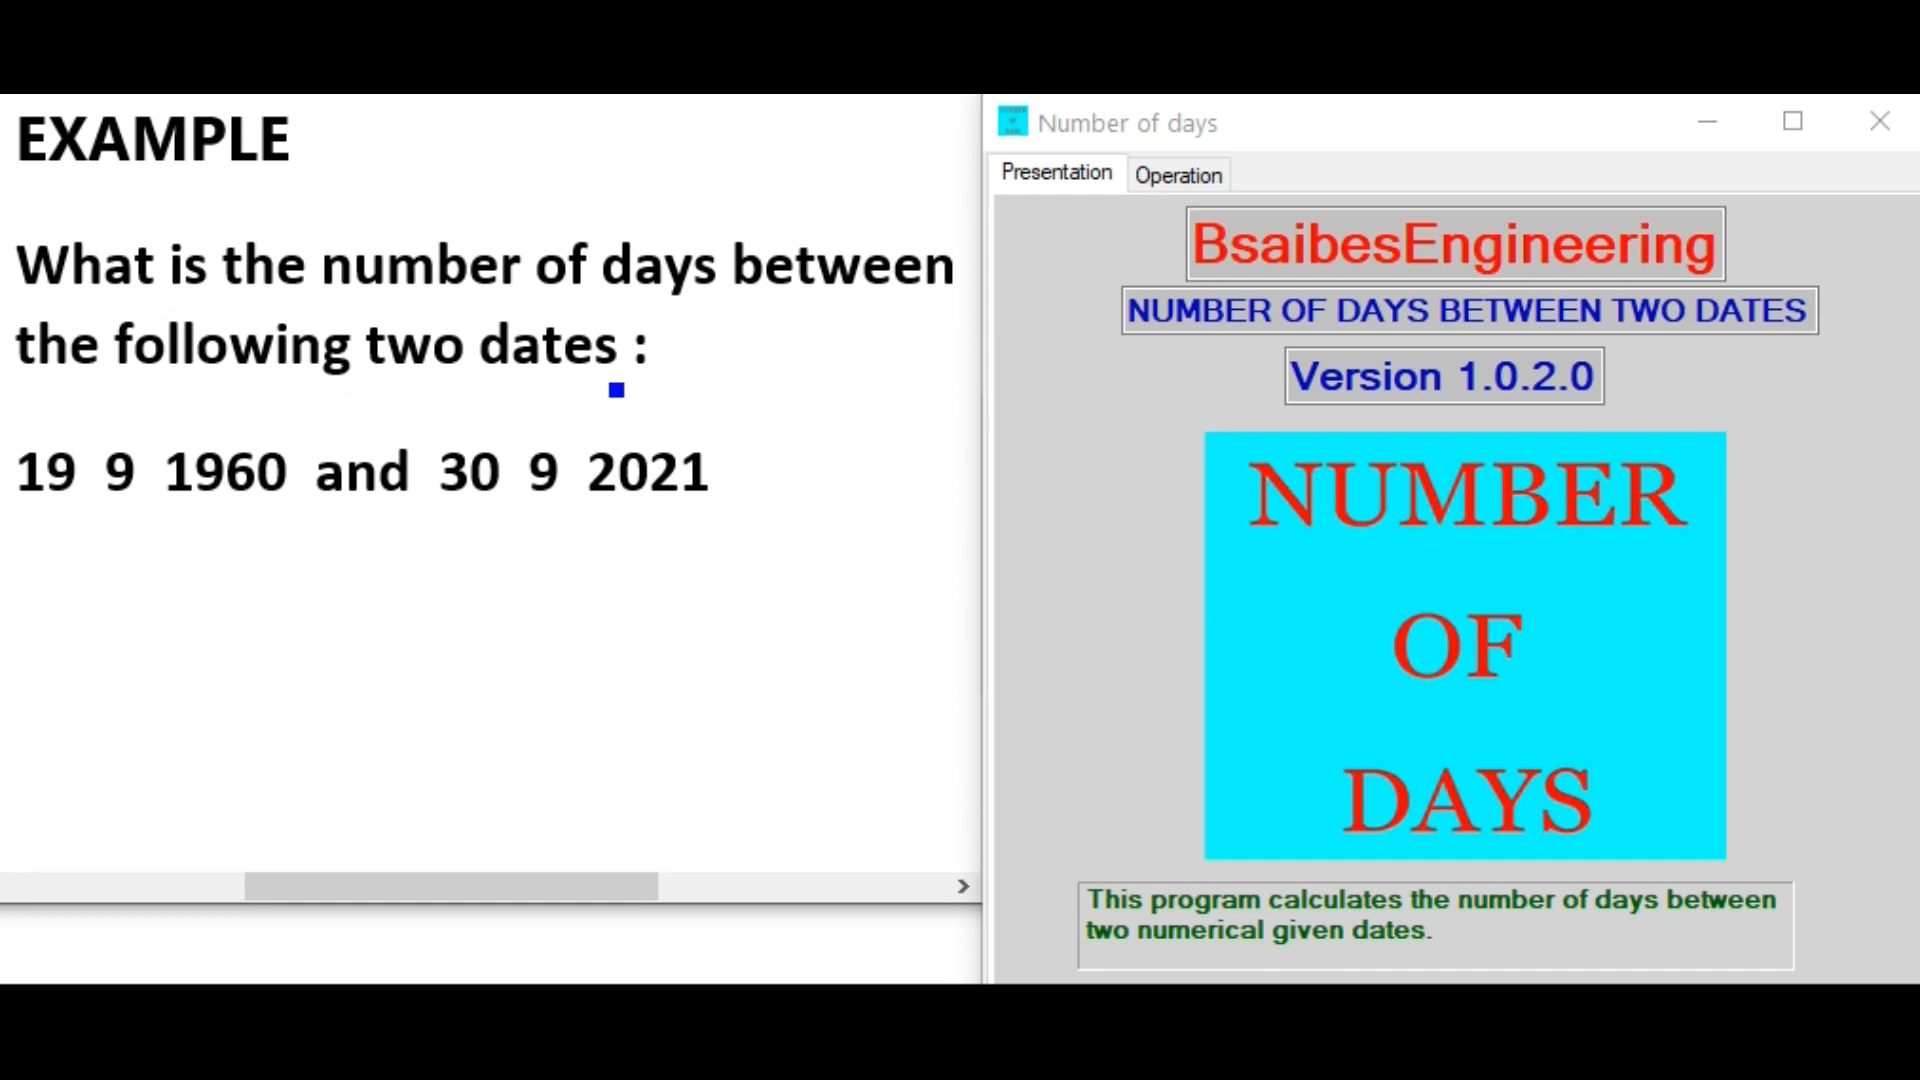 EXAMPLE
What is the number of days between
the following two dates :
19 9 1960 and 30 9 2021
Number of days
Presentation
Operation
BsaibesEngineering
NUMBER OF DAYS BETWEEN TWO DATES
Version 1.0.2.0
NUMBER
OF
DAYS
This program calculates the number of days between
two numerical given dates.